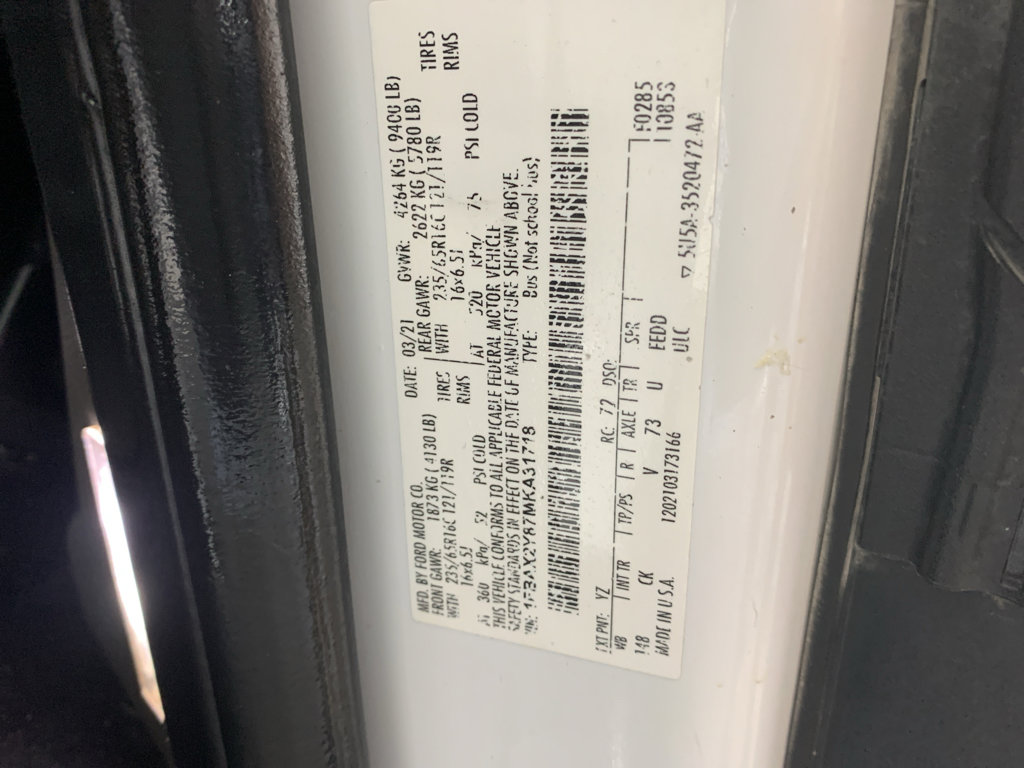 MFD. BY FORD MOTOR CO. DATE: 03/21 GVWR: 4264 KG ( 9400 LB)
FRONT GAWR: 1873 KG ( 4130 LB) REAR GAWR: 2622 KG ( 5780 LB)
WITH 235/65R16C 121/119R TIRES WITH 235/65R16C 121/119R TIRES
16x6.5J RIMS 16x6.5J RIMS
AT 360 kPa/ 52 PSI COLD AT 520 kPa/ 75 PSI COLD
THIS VEHICLE CONFORMS TO ALL APPLICABLE FEDERAL MOTOR VEHICLE
SAFETY STANDARDS IN EFFECT ON THE DATE OF MANUFACTURE SHOWN ABOVE.
VIN: TYPE: Bus (Not school bus)
EXT PNT: YZ RC: 72 DSO: F0285
WB INT TR TP/PS R AXLE TR SPR 110853
148 CK V 73 U EEDD
MADE IN U.S.A. 1202103173166 UIC
▽ 5U5A-3520472-AA